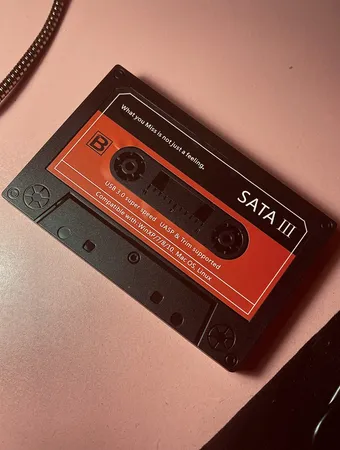 What you Miss is not just a feeling.
B
SATA III
USB 3.0 super speed UASP & Trim supported
Compatible with: WinXP/7/8/10, Mac OS, Linux